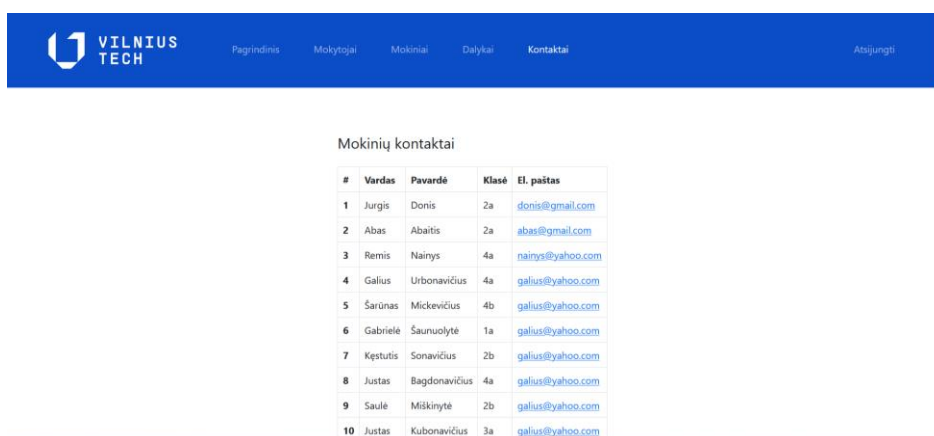 VILNIUS
TECH
Pagrindinis Mokytojai Mokiniai Dalykai Kontaktai Atsijungti
Mokinių kontaktai
# Vardas Pavardė Klasė El. paštas
1 Jurgis Donis 2a donis@gmail.com
2 Abas Abaitis 2a abas@gmail.com
3 Remis Nainys 4a nainys@yahoo.com
4 Galius Urbonavičius 4a galius@yahoo.com
5 Šarūnas Mickevičius 4b galius@yahoo.com
6 Gabrielė Šaunuolytė 1a galius@yahoo.com
7 Kęstutis Sonavičius 2b galius@yahoo.com
8 Justas Bagdonavičius 4a galius@yahoo.com
9 Saulė Miškinytė 2b galius@yahoo.com
10 Justas Kubonavičius 3a galius@yahoo.com